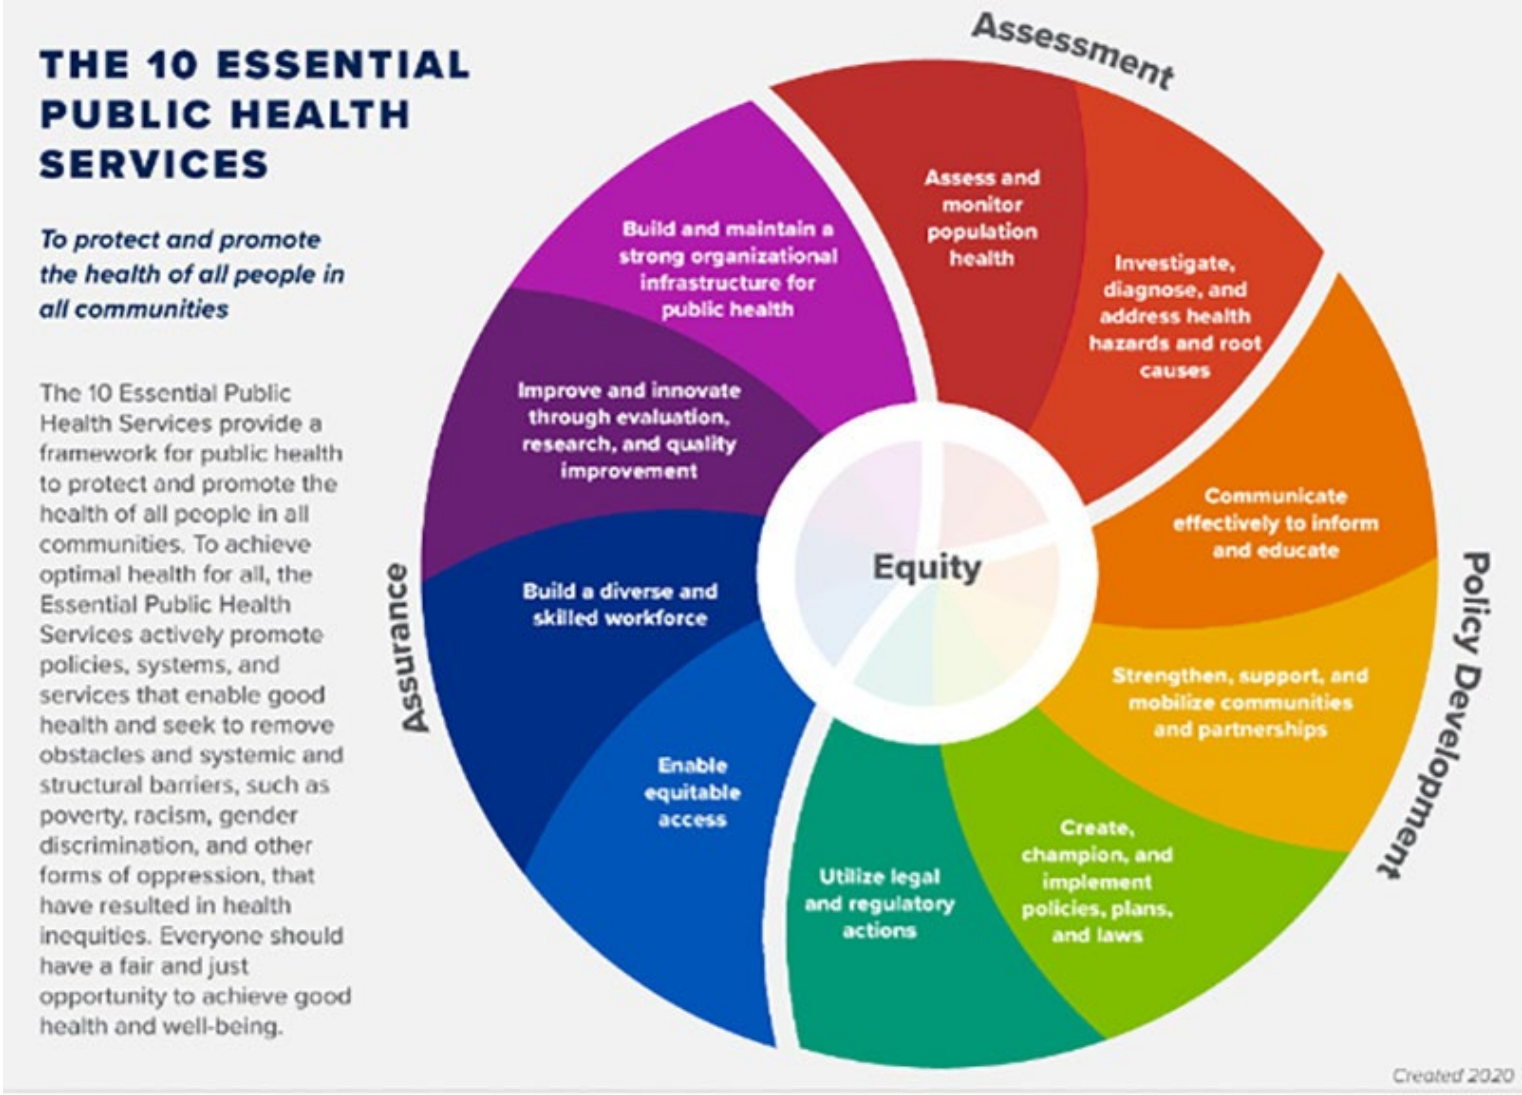 THE 10 ESSENTIAL
PUBLIC HEALTH
SERVICES
To protect and promote
the health of all people in
all communities
The 10 Essential Public
Health Services provide a
framework for public health
to protect and promote the
health of all people in all
communities. To achieve
optimal health for all, the
Essential Public Health
Services actively promote
policies, systems, and
services that enable good
health and seek to remove
obstacles and systemic and
structural barriers, such as
poverty, racism, gender
discrimination, and other
forms of oppression, that
have resulted in health
inequities. Everyone should
have a fair and just
opportunity to achieve good
health and well-being.
Assessment
Assess and
monitor
population
health
Investigate,
diagnose, and
address health
hazards and root
causes
Policy Development
Communicate
effectively to inform
and educate
Strengthen, support, and
mobilize communities
and partnerships
Create,
champion, and
implement
policies, plans,
and laws
Utilize legal
and regulatory
actions
Assurance
Enable
equitable
access
Build a diverse and
skilled workforce
Improve and innovate
through evaluation,
research, and quality
improvement
Build and maintain a
strong organizational
infrastructure for
public health
Equity
Created 2020